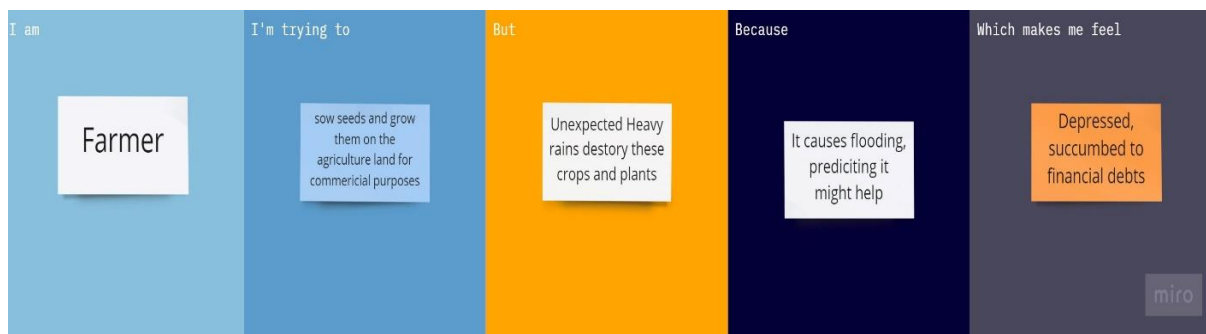 I am
Farmer
I'm trying to
sow seeds and grow
them on the
agriculture land for
commericial purposes
But
Unexpected Heavy
rains destory these
crops and plants
Because
It causes flooding,
prediciting it
might help
Which makes me feel
Depressed,
succumbed to
financial debts
miro